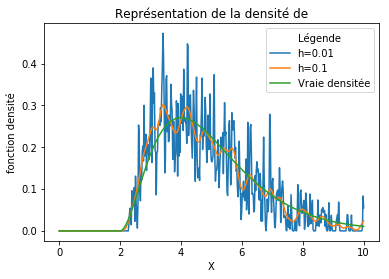 Représentation de la densité de
Légende
h=0.01
h=0.1
Vraie densitée
fonction densité
0.4
0.3
0.2
0.1
0.0
0
2
4
6
8
10
X